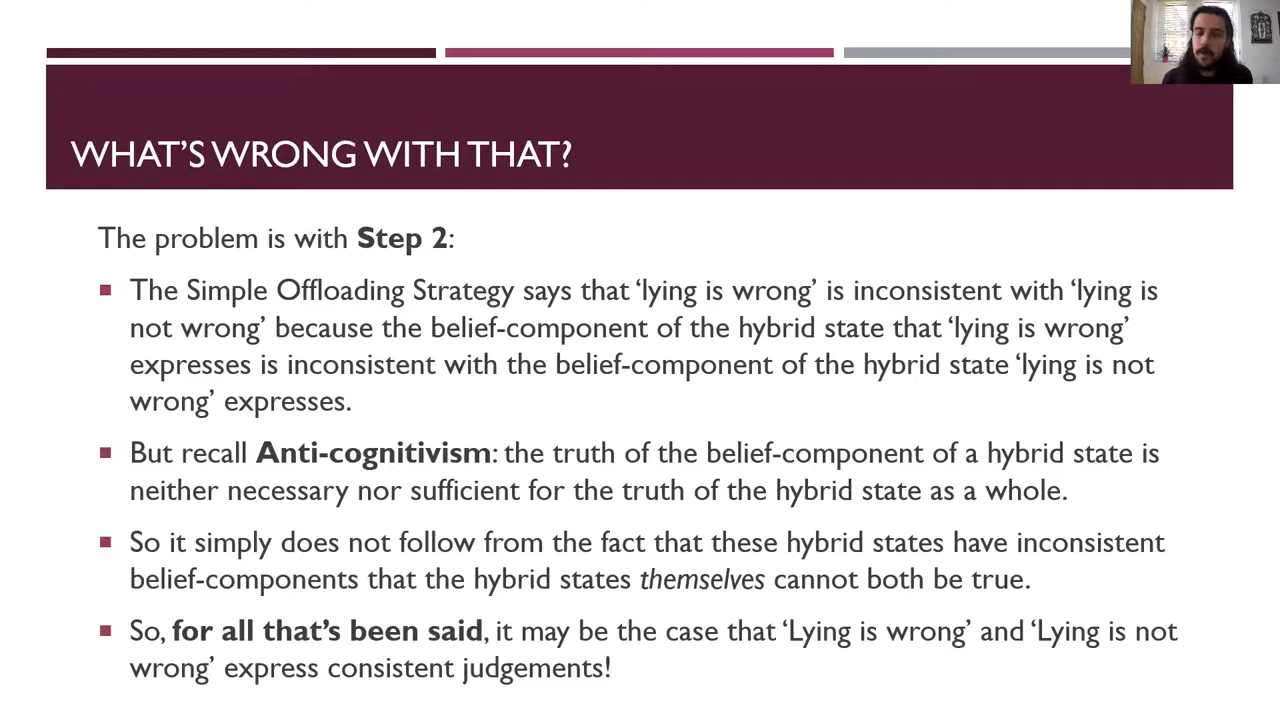 WHAT'S WRONG WITH THAT?
The problem is with Step 2:
▪ The Simple Offloading Strategy says that ‘lying is wrong’ is inconsistent with ‘lying is
not wrong’ because the belief-component of the hybrid state that ‘lying is wrong’
expresses is inconsistent with the belief-component of the hybrid state ‘lying is not
wrong’ expresses.
▪ But recall Anti-cognitivism: the truth of the belief-component of a hybrid state is
neither necessary nor sufficient for the truth of the hybrid state as a whole.
▪ So it simply does not follow from the fact that these hybrid states have inconsistent
belief-components that the hybrid states themselves cannot both be true.
▪ So, for all that’s been said, it may be the case that ‘Lying is wrong’ and ‘Lying is not
wrong’ express consistent judgements!